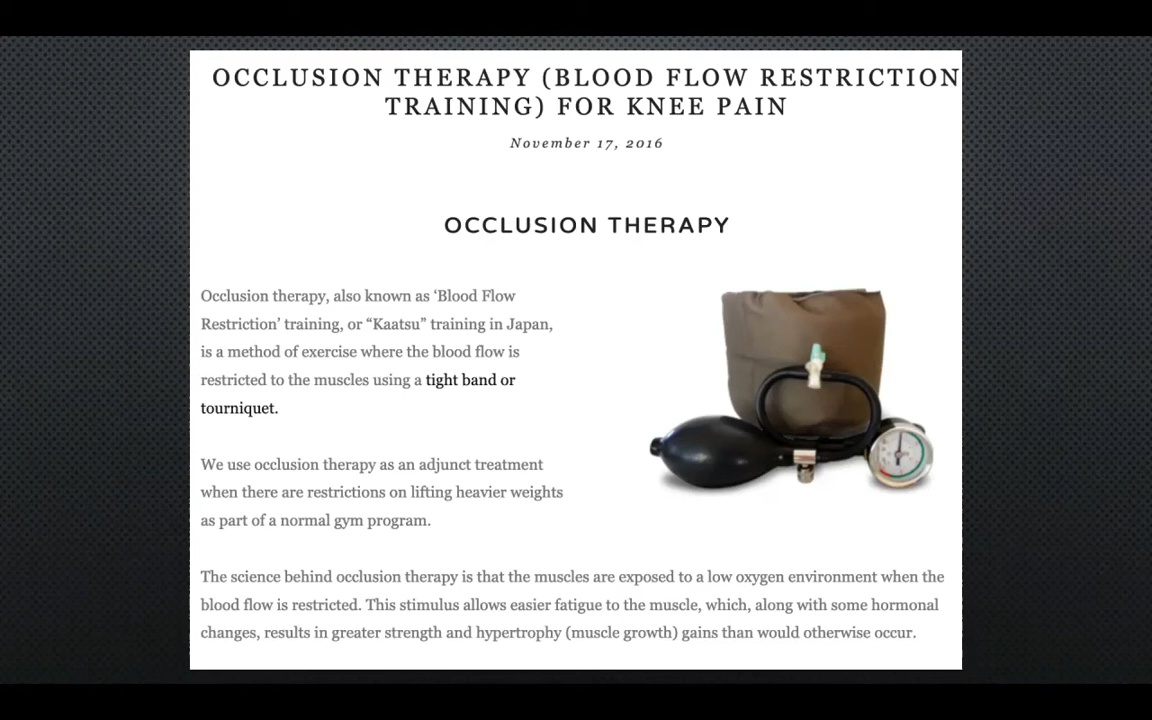 OCCLUSION THERAPY (BLOOD FLOW RESTRICTION
TRAINING) FOR KNEE PAIN
November 17, 2016
OCCLUSION THERAPY
Occlusion therapy, also known as ‘Blood Flow
Restriction’ training, or “Kaatsu” training in Japan,
is a method of exercise where the blood flow is
restricted to the muscles using a tight band or
tourniquet.
We use occlusion therapy as an adjunct treatment
when there are restrictions on lifting heavier weights
as part of a normal gym program.
The science behind occlusion therapy is that the muscles are exposed to a low oxygen environment when the
blood flow is restricted. This stimulus allows easier fatigue to the muscle, which, along with some hormonal
changes, results in greater strength and hypertrophy (muscle growth) gains than would otherwise occur.